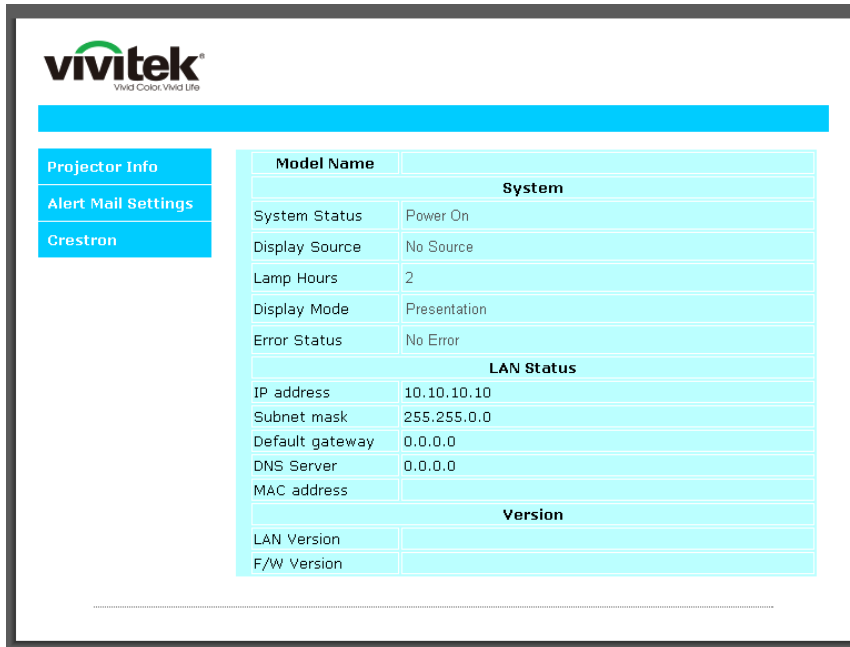 vivitek®
Vivid Color, Vivid Life
Projector Info
Alert Mail Settings
Crestron
Model Name
System
System Status Power On
Display Source No Source
Lamp Hours 2
Display Mode Presentation
Error Status No Error
LAN Status
IP address 10.10.10.10
Subnet mask 255.255.0.0
Default gateway 0.0.0.0
DNS Server 0.0.0.0
MAC address
Version
LAN Version
F/W Version